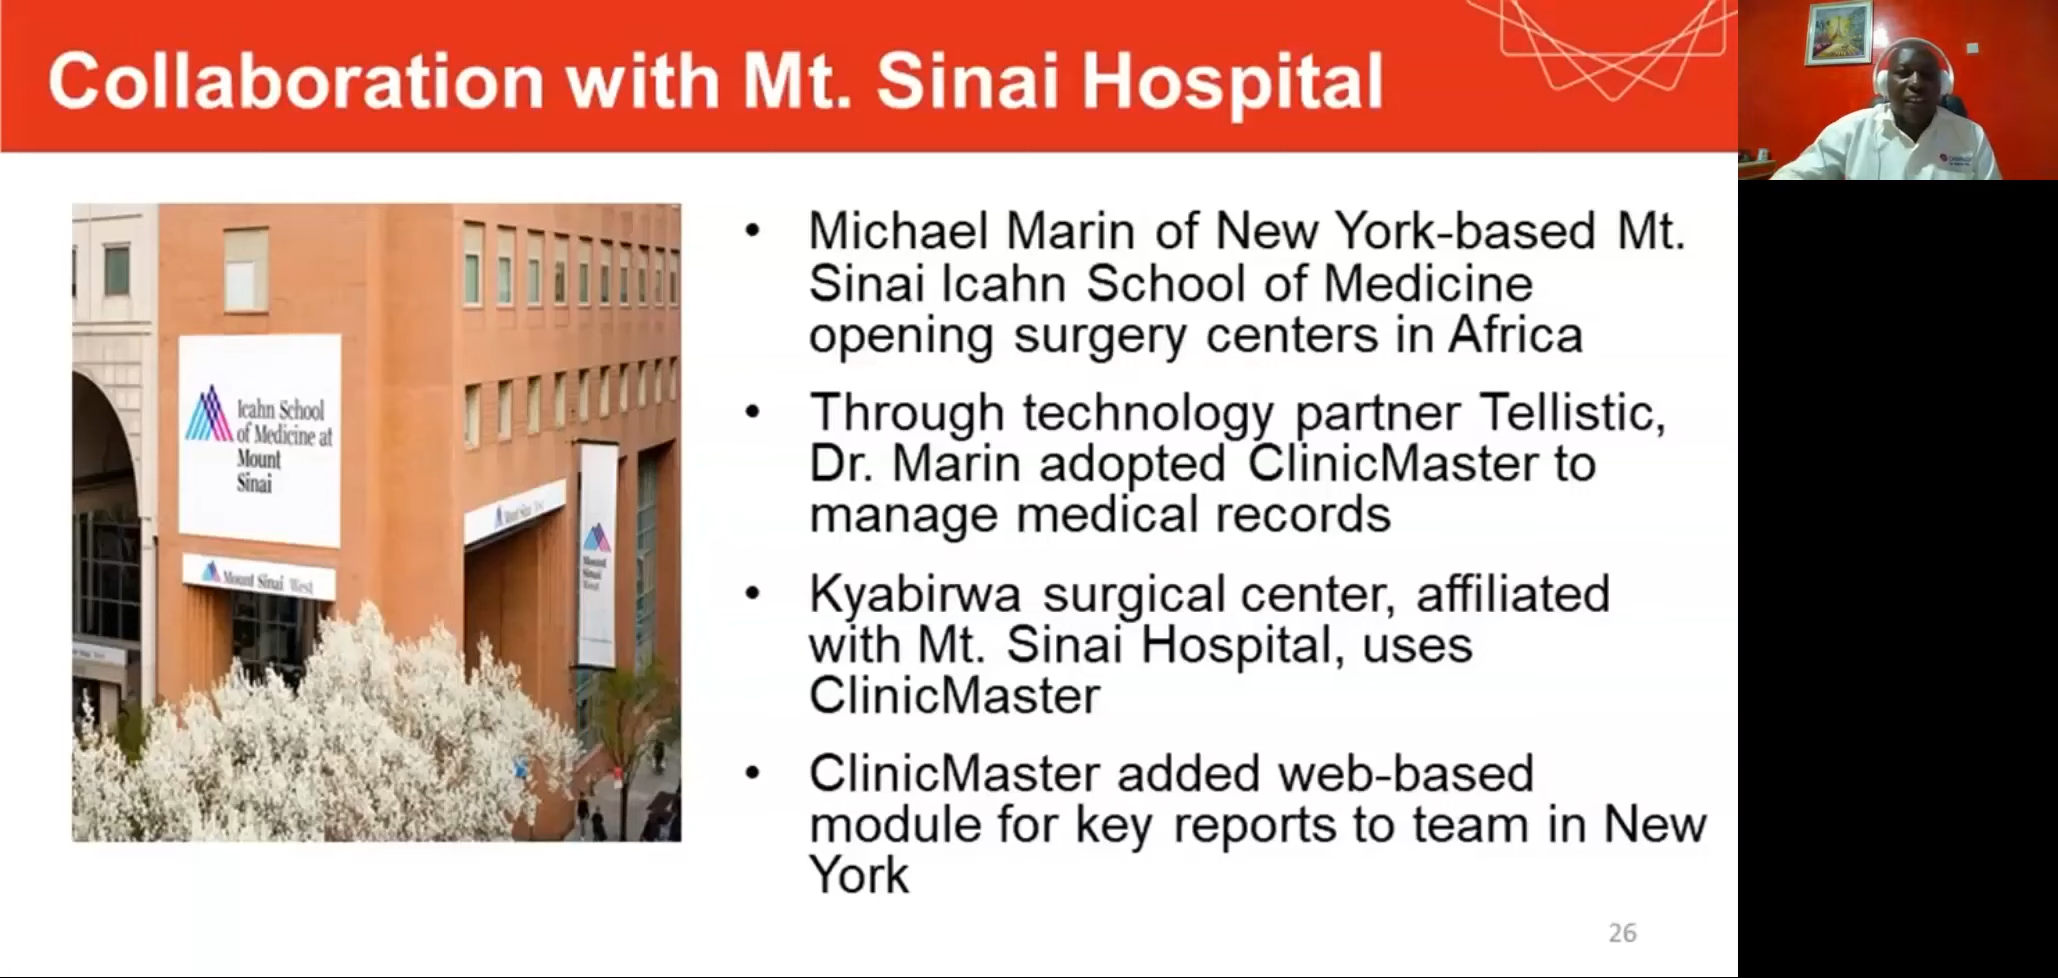 Collaboration with Mt. Sinai Hospital
Icahn School
of Medicine at
Mount
Sinai
Mount Sinai West
Mount
Sinai
West
• Michael Marin of New York-based Mt.
Sinai Icahn School of Medicine
opening surgery centers in Africa
• Through technology partner Tellistic,
Dr. Marin adopted ClinicMaster to
manage medical records
• Kyabirwa surgical center, affiliated
with Mt. Sinai Hospital, uses
ClinicMaster
• ClinicMaster added web-based
module for key reports to team in New
York
26